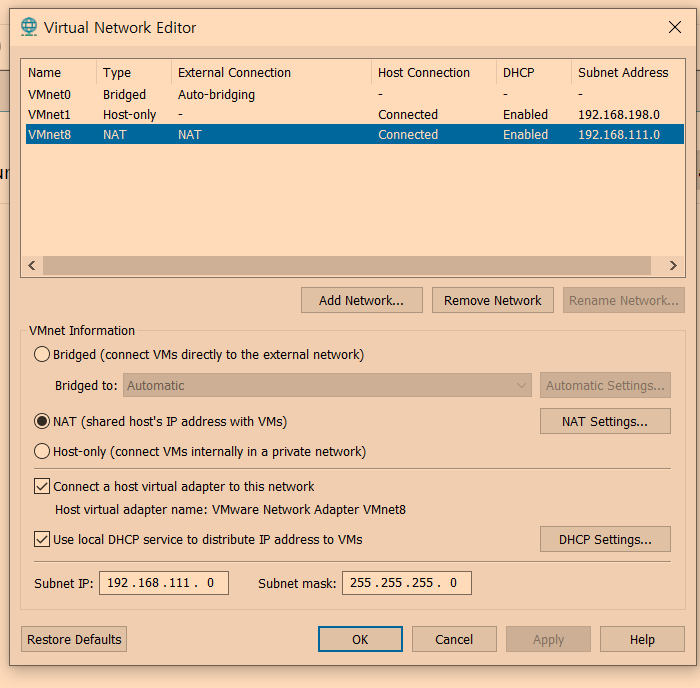 Virtual Network Editor
Name Type External Connection Host Connection DHCP Subnet Address
VMnet0 Bridged Auto-bridging - - -
VMnet1 Host-only - Connected Enabled 192.168.198.0
VMnet8 NAT NAT Connected Enabled 192.168.111.0
Add Network... Remove Network Rename Network...
VMnet Information
Bridged (connect VMs directly to the external network)
Bridged to: Automatic Automatic Settings...
NAT (shared host's IP address with VMs) NAT Settings...
Host-only (connect VMs internally in a private network)
Connect a host virtual adapter to this network
Host virtual adapter name: VMware Network Adapter VMnet8
Use local DHCP service to distribute IP address to VMs DHCP Settings...
Subnet IP: 192 . 168 . 111 . 0 Subnet mask: 255 . 255 . 255 . 0
Restore Defaults OK Cancel Apply Help